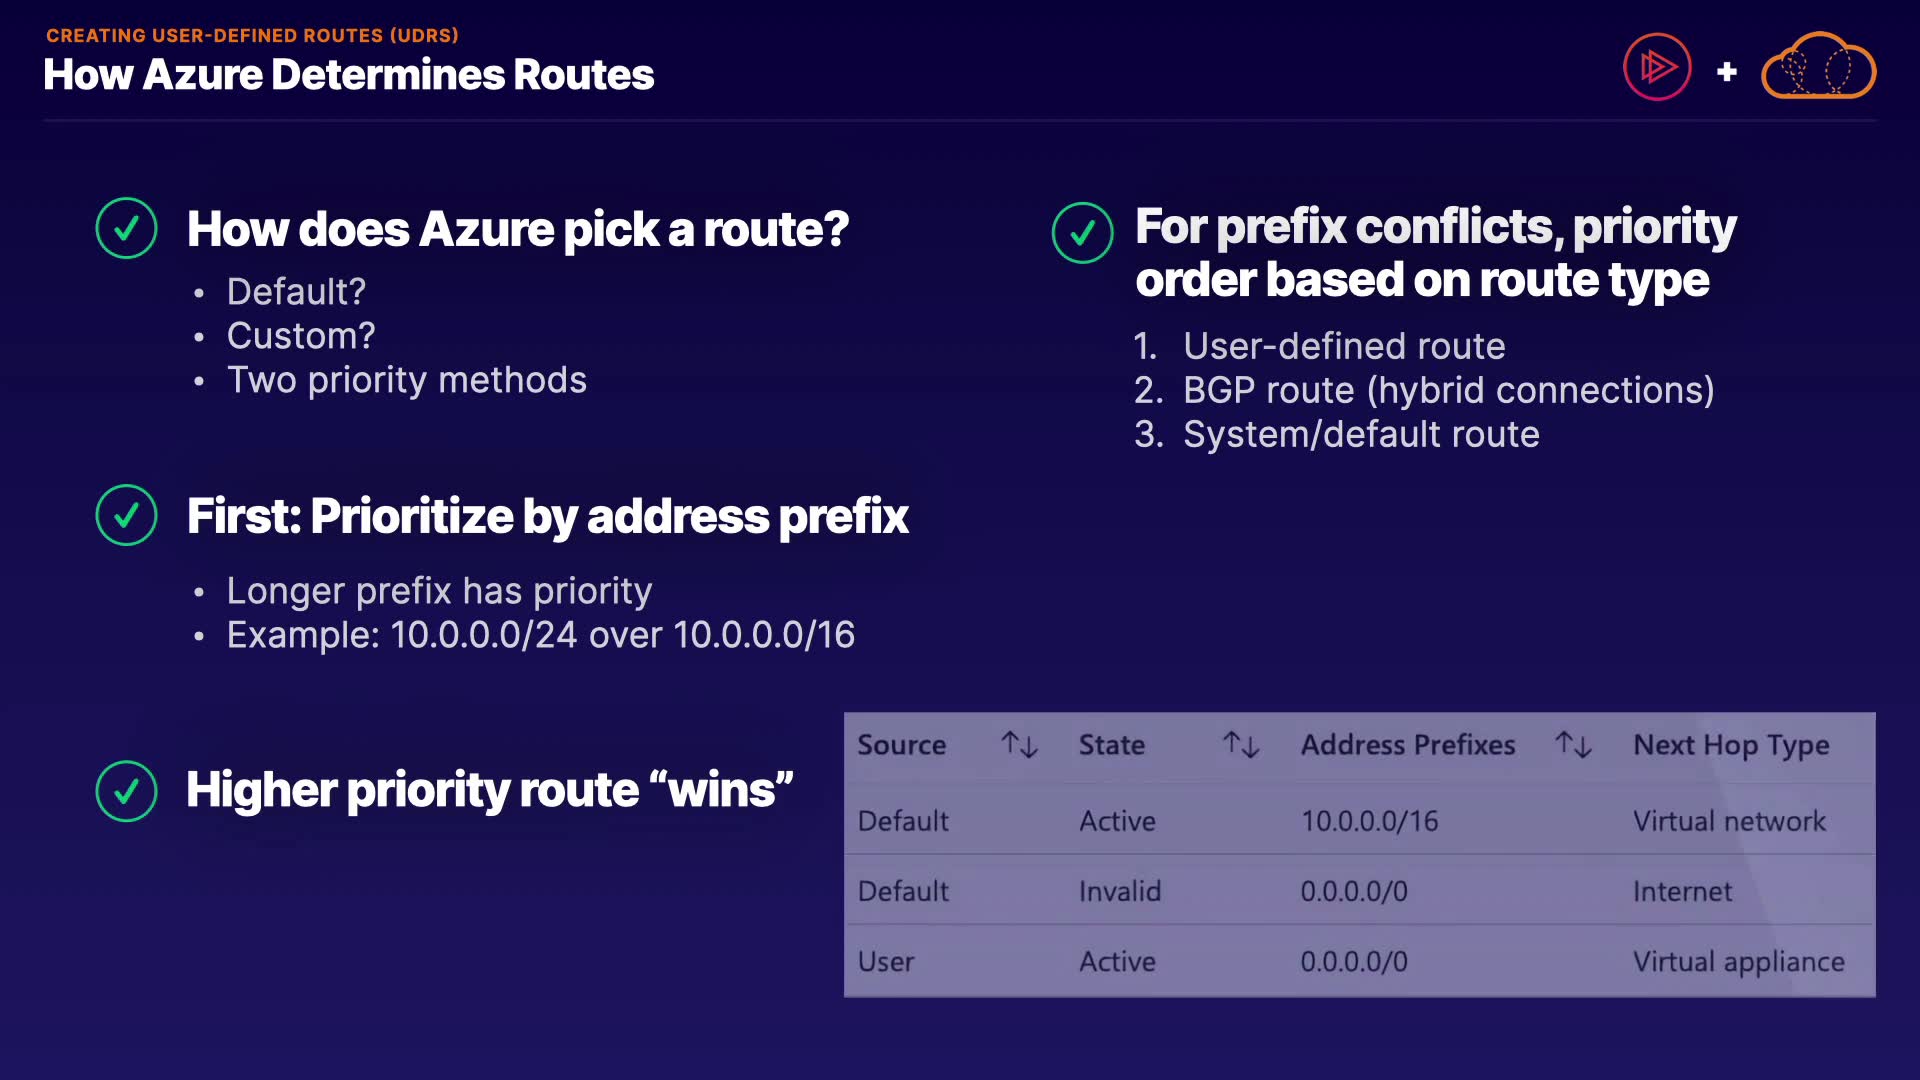 CREATING USER-DEFINED ROUTES (UDRS)
How Azure Determines Routes
How does Azure pick a route?
• Default?
• Custom?
• Two priority methods
First: Prioritize by address prefix
• Longer prefix has priority
• Example: 10.0.0.0/24 over 10.0.0.0/16
Higher priority route “wins”
For prefix conflicts, priority
order based on route type
1. User-defined route
2. BGP route (hybrid connections)
3. System/default route
Source ↑↓ State ↑↓ Address Prefixes ↑↓ Next Hop Type
Default Active 10.0.0.0/16 Virtual network
Default Invalid 0.0.0.0/0 Internet
User Active 0.0.0.0/0 Virtual appliance